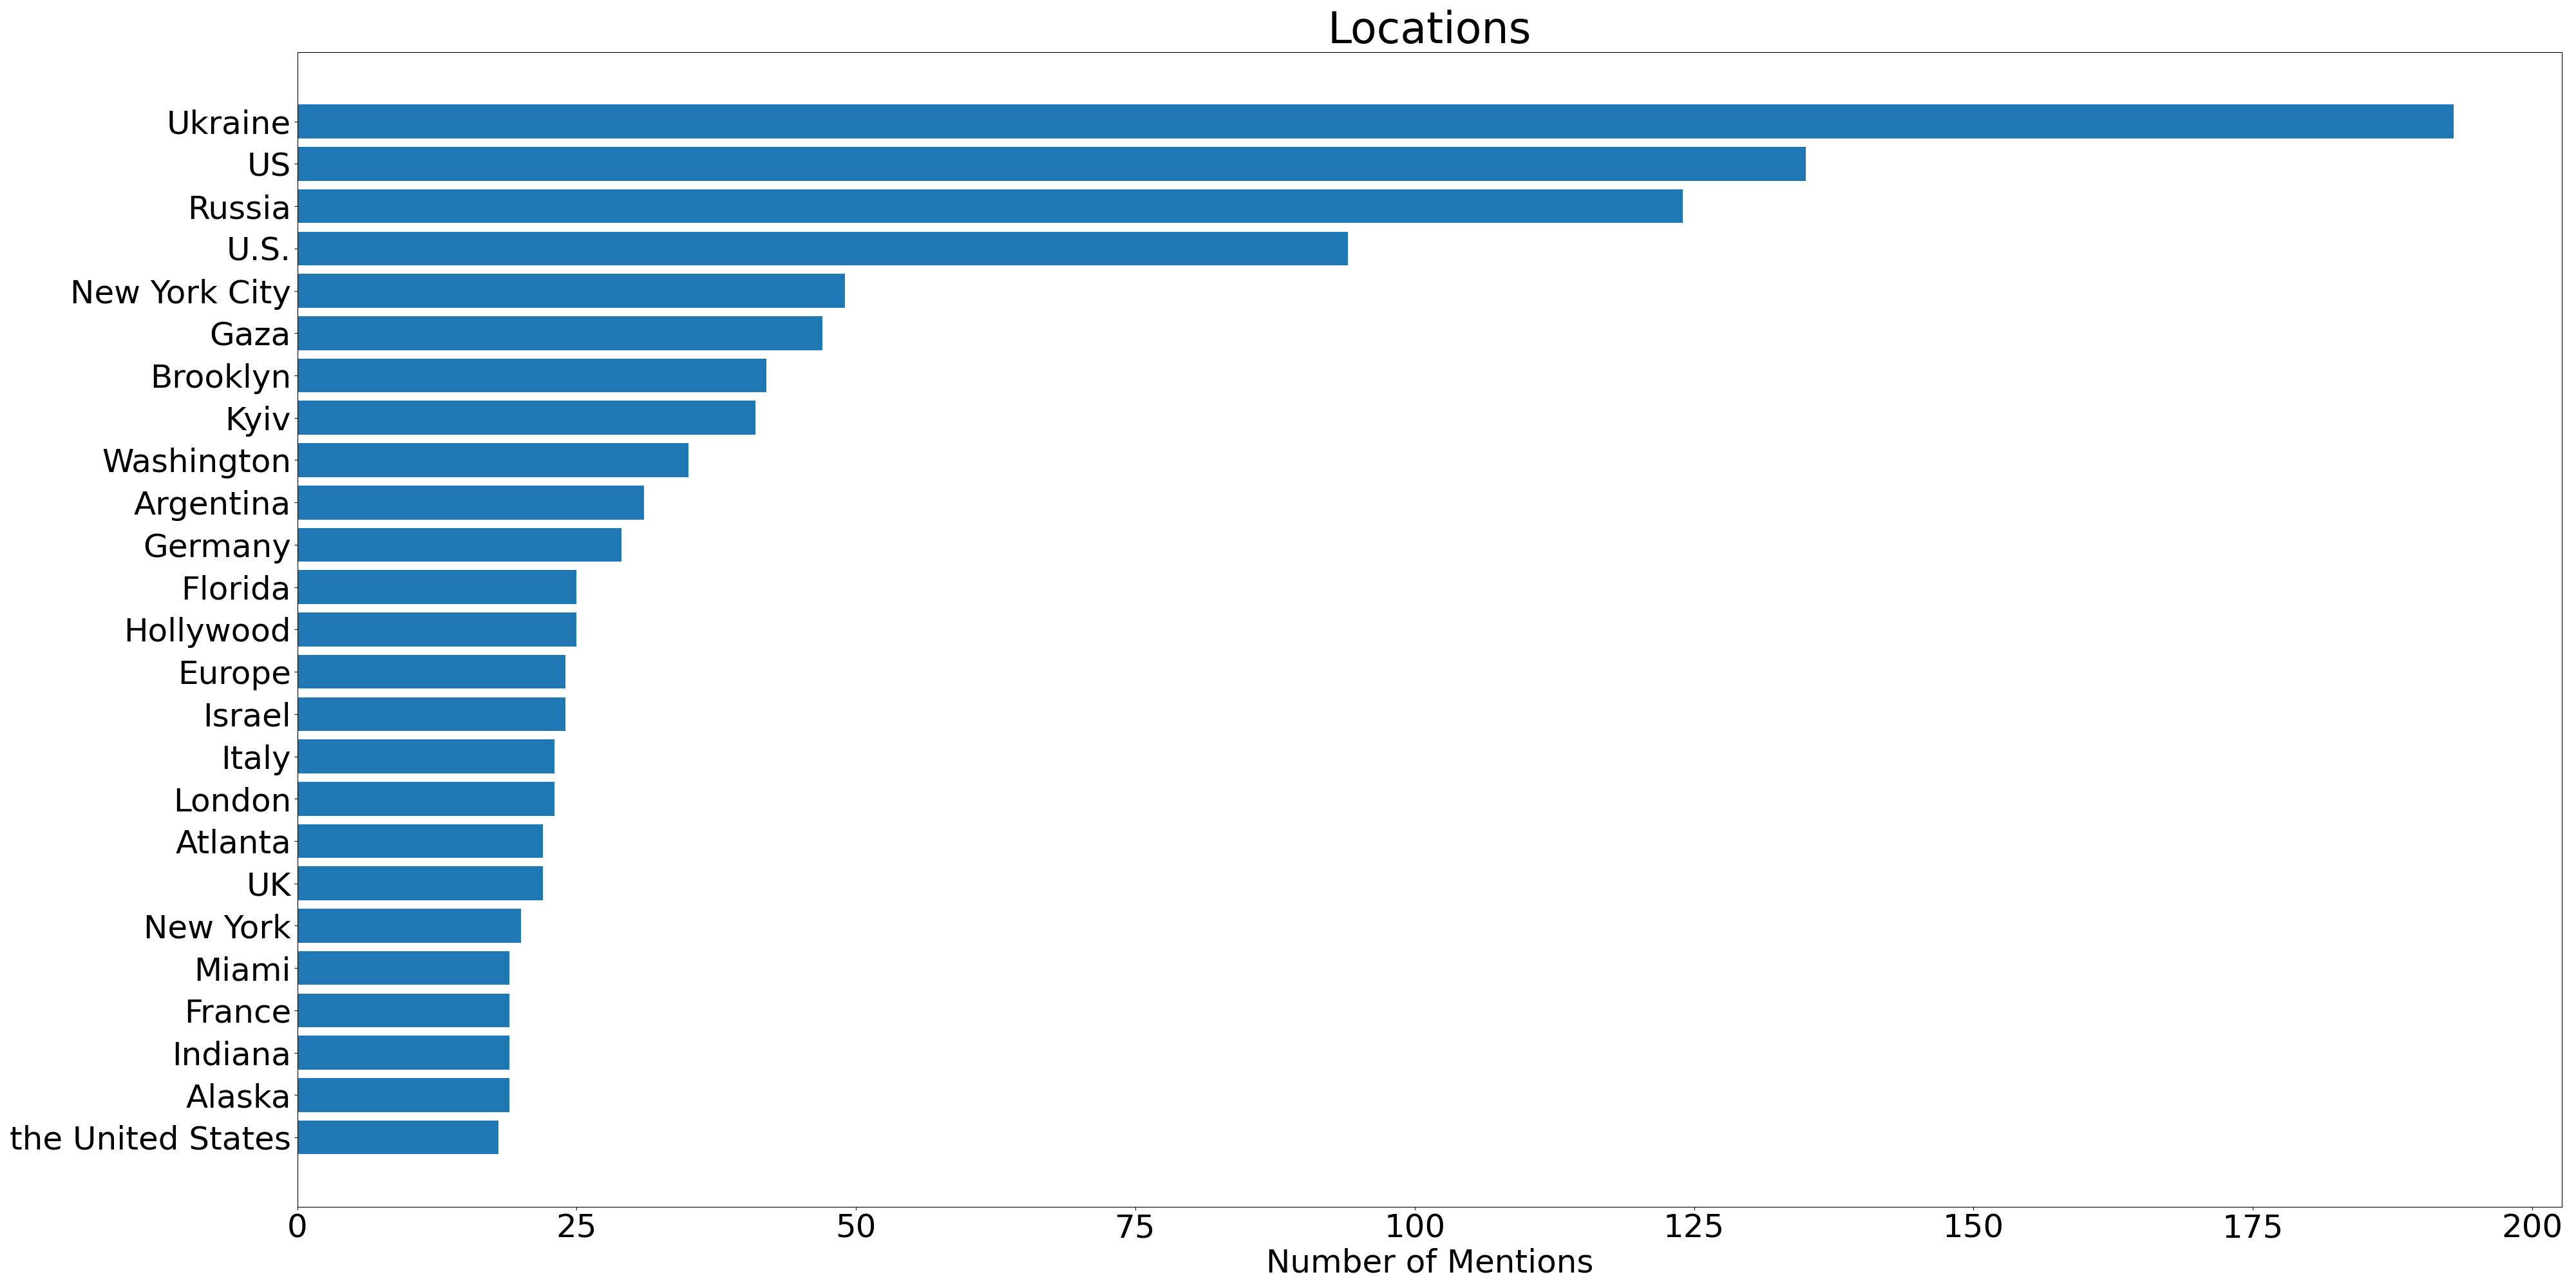 Locations
Ukraine
US
Russia
U.S.
New York City
Gaza
Brooklyn
Kyiv
Washington
Argentina
Germany
Florida
Hollywood
Europe
Israel
Italy
London
Atlanta
UK
New York
Miami
France
Indiana
Alaska
the United States
0 25 50 75 100 125 150 175 200
Number of Mentions